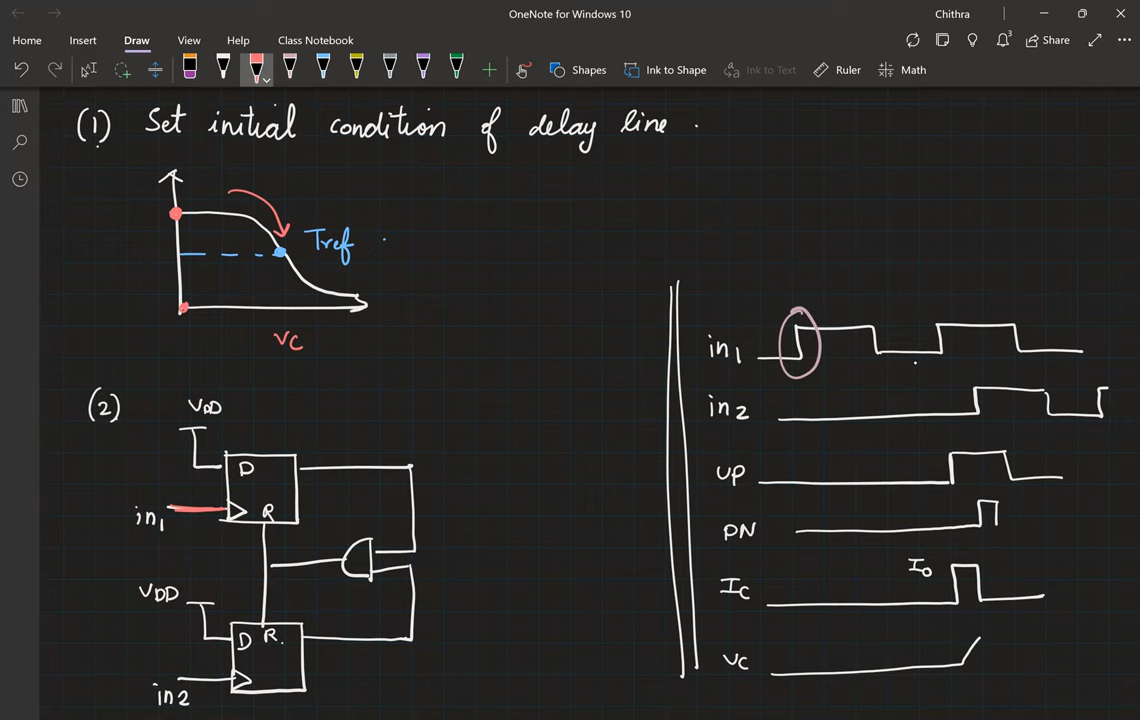 OneNote for Windows 10
Chithra
Home Insert Draw View Help Class Notebook
Share
Shapes Ink to Shape Ink to Text Ruler Math
(1) Set initial condition of delay line .
Tref
VC
(2)
VDD
D
in1
R
VDD
D R.
in2
in1
in2
UP
DN
I0
IC
VC